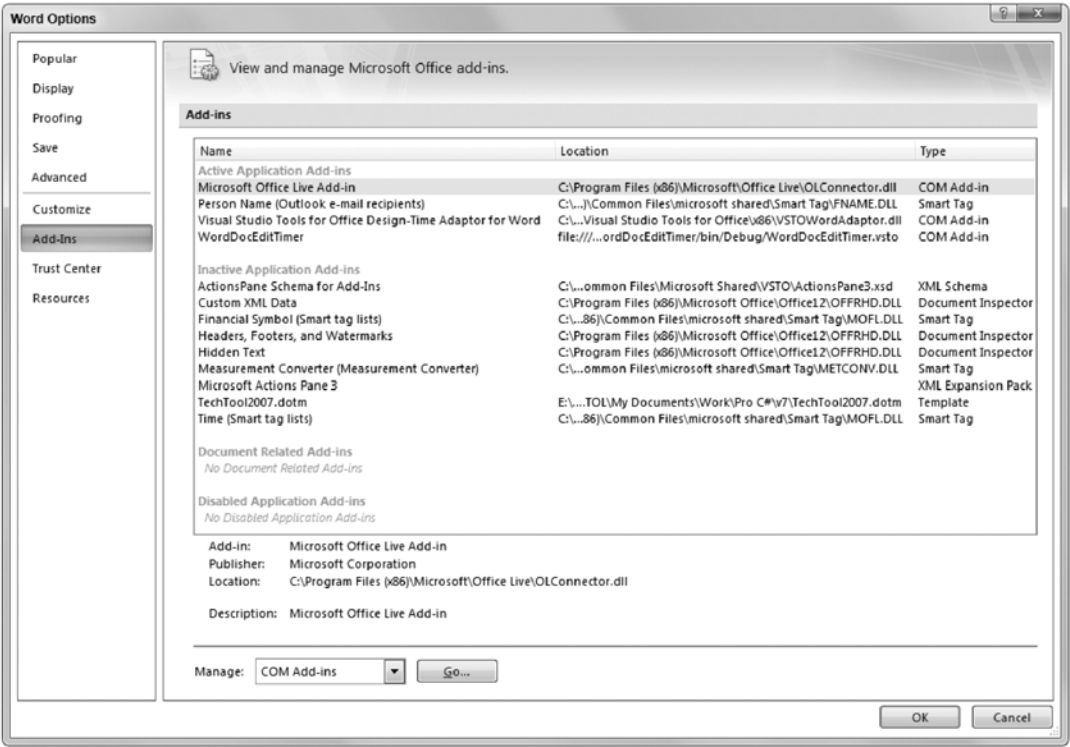 Word Options
Popular
Display
Proofing
Save
Advanced
Customize
Add-Ins
Trust Center
Resources
View and manage Microsoft Office add-ins.
Add-ins
Name Location Type
Active Application Add-ins
Microsoft Office Live Add-in C:\Program Files (x86)\Microsoft\Office Live\OLConnector.dll COM Add-in
Person Name (Outlook e-mail recipients) C:\...)\Common Files\microsoft shared\Smart Tag\FNAME.DLL Smart Tag
Visual Studio Tools for Office Design-Time Adaptor for Word C:\...Visual Studio Tools for Office\x86\VSTOWordAdaptor.dll COM Add-in
WordDocEditTimer file:///...ordDocEditTimer/bin/Debug/WordDocEditTimer.vsto COM Add-in
Inactive Application Add-ins
ActionsPane Schema for Add-Ins C:\...ommon Files\Microsoft Shared\VSTO\ActionsPane3.xsd XML Schema
Custom XML Data C:\Program Files (x86)\Microsoft Office\Office12\OFFRHD.DLL Document Inspector
Financial Symbol (Smart tag lists) C:\...86)\Common Files\microsoft shared\Smart Tag\MOFL.DLL Smart Tag
Headers, Footers, and Watermarks C:\Program Files (x86)\Microsoft Office\Office12\OFFRHD.DLL Document Inspector
Hidden Text C:\Program Files (x86)\Microsoft Office\Office12\OFFRHD.DLL Document Inspector
Measurement Converter (Measurement Converter) C:\...ommon Files\microsoft shared\Smart Tag\METCONV.DLL Smart Tag
Microsoft Actions Pane 3 XML Expansion Pack
TechTool2007.dotm E:\....TOL\My Documents\Work\Pro C#\v7\TechTool2007.dotm Template
Time (Smart tag lists) C:\...86)\Common Files\microsoft shared\Smart Tag\MOFL.DLL Smart Tag
Document Related Add-ins
No Document Related Add-ins
Disabled Application Add-ins
No Disabled Application Add-ins
Add-in: Microsoft Office Live Add-in
Publisher: Microsoft Corporation
Location: C:\Program Files (x86)\Microsoft\Office Live\OLConnector.dll
Description: Microsoft Office Live Add-in
Manage: COM Add-ins Go...
OK Cancel